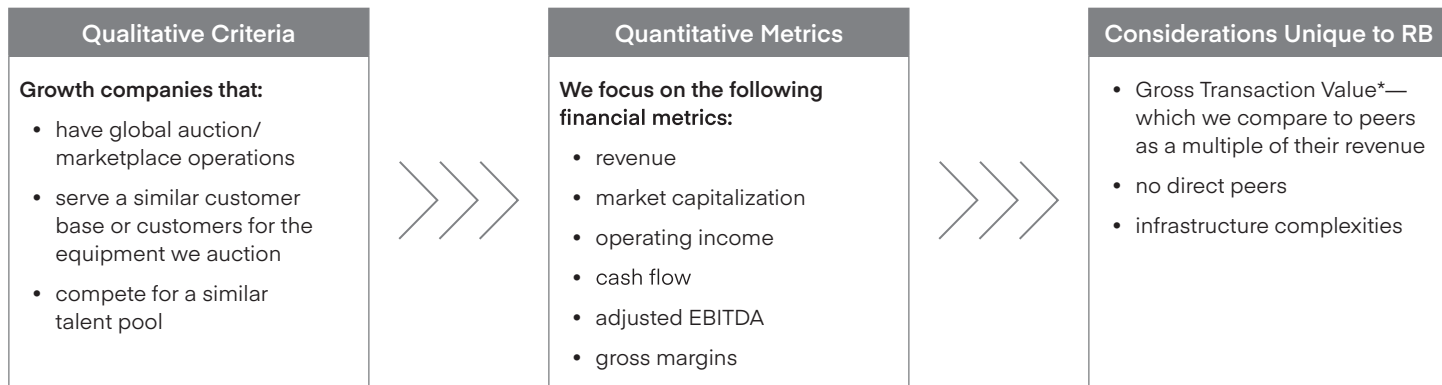 Qualitative Criteria
Growth companies that:
• have global auction/
marketplace operations
• serve a similar customer
base or customers for the
equipment we auction
• compete for a similar
talent pool
Quantitative Metrics
We focus on the following
financial metrics:
• revenue
• market capitalization
• operating income
• cash flow
• adjusted EBITDA
• gross margins
Considerations Unique to RB
• Gross Transaction Value*—
which we compare to peers
as a multiple of their revenue
• no direct peers
• infrastructure complexities